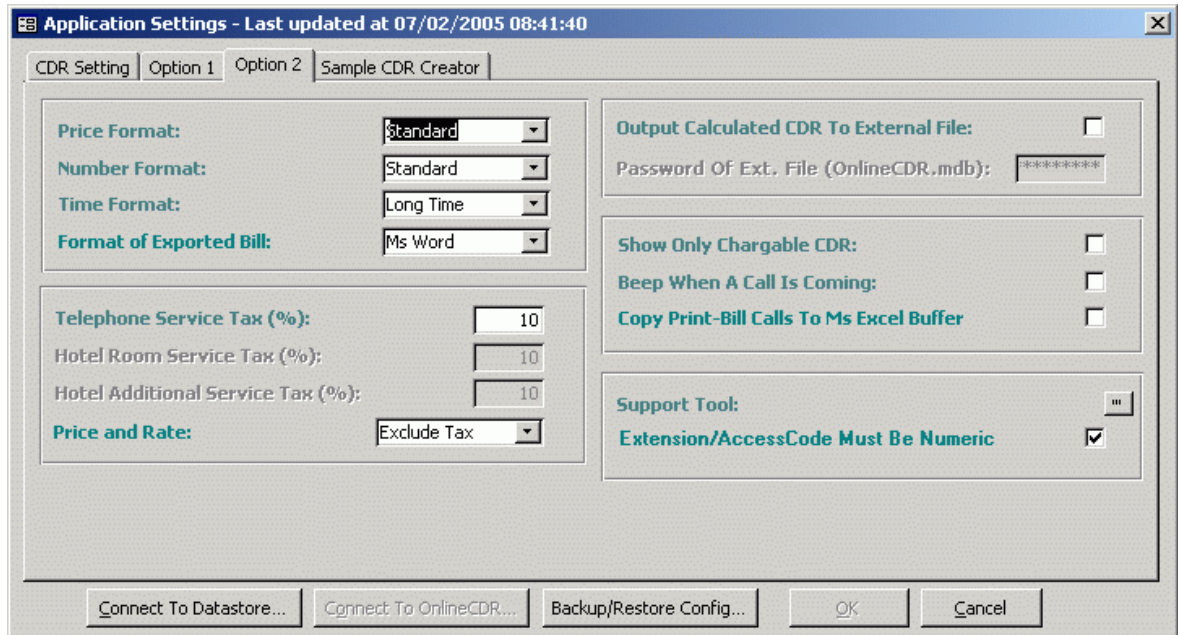 Application Settings - Last updated at 07/02/2005 08:41:40
CDR Setting Option 1 Option 2 Sample CDR Creator
Price Format: Standard
Number Format: Standard
Time Format: Long Time
Format of Exported Bill: Ms Word
Telephone Service Tax (%): 10
Hotel Room Service Tax (%): 10
Hotel Additional Service Tax (%): 10
Price and Rate: Exclude Tax
Output Calculated CDR To External File:
Password Of Ext. File (OnlineCDR.mdb): *********
Show Only Chargable CDR:
Beep When A Call Is Coming:
Copy Print-Bill Calls To Ms Excel Buffer
Support Tool: ...
Extension/AccessCode Must Be Numeric
Connect To Datastore... Connect To OnlineCDR... Backup/Restore Config... OK Cancel